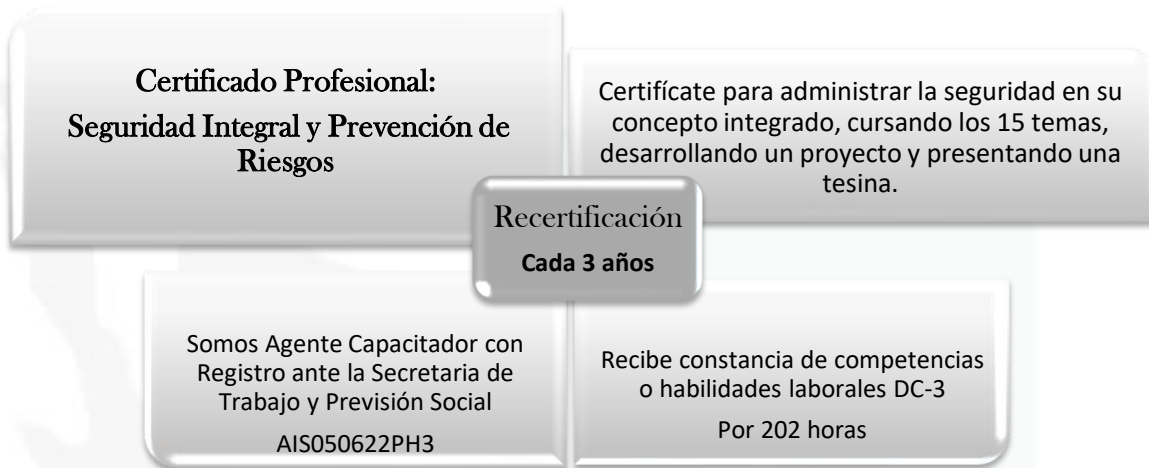 Certificado Profesional:
Seguridad Integral y Prevención de
Riesgos
Certifícate para administrar la seguridad en su
concepto integrado, cursando los 15 temas,
desarrollando un proyecto y presentando una
tesina.
Recertificación
Cada 3 años
Somos Agente Capacitador con
Registro ante la Secretaria de
Trabajo y Previsión Social
AIS050622PH3
Recibe constancia de competencias
o habilidades laborales DC-3
Por 202 horas